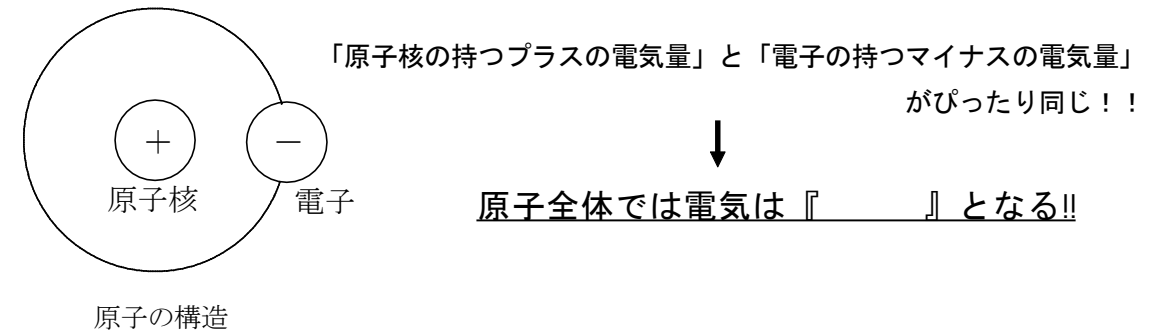 「原子核の持つプラスの電気量」と「電子の持つマイナスの電気量」
がぴったり同じ！！
＋
－
原子核
電子
原子全体では電気は『　　　　』となる!!
原子の構造